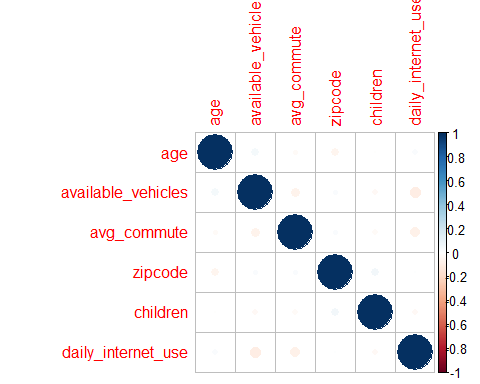 age
available_vehicle
avg_commute
zipcode
children
daily_internet_use
age
available_vehicles
avg_commute
zipcode
children
daily_internet_use
1
0.8
0.6
0.4
0.2
0
-0.2
-0.4
-0.6
-0.8
-1